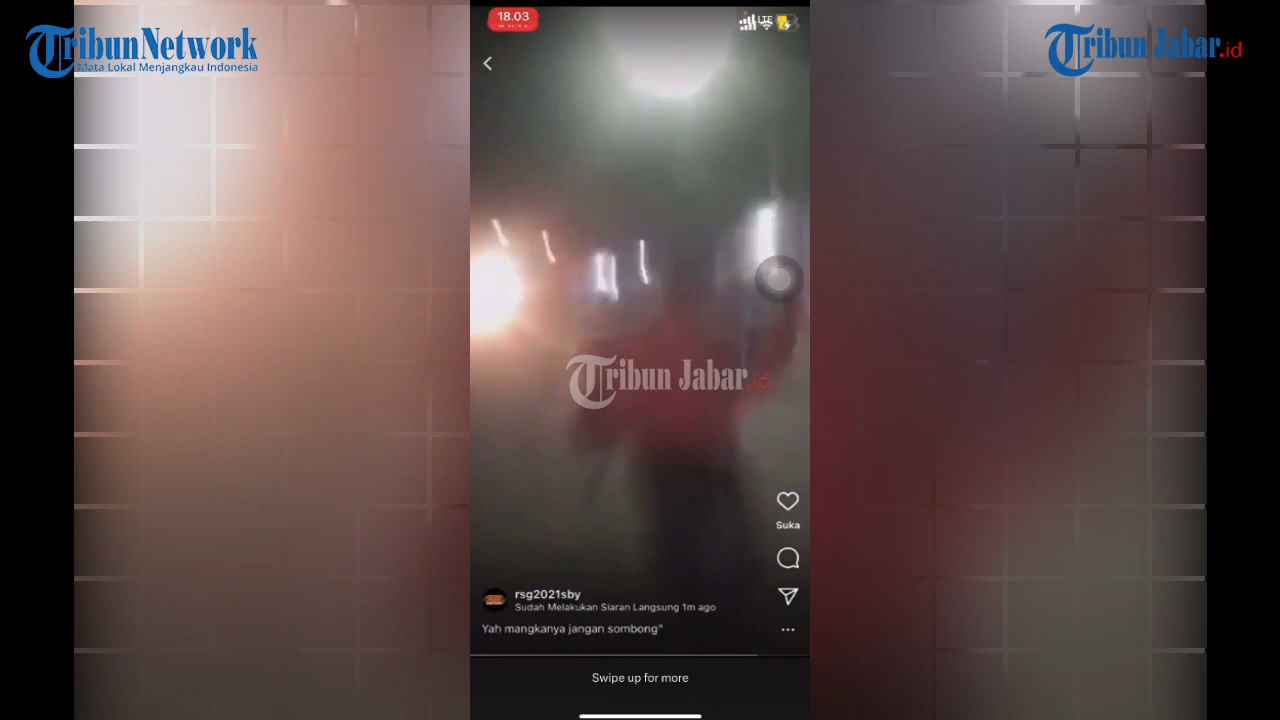 TribunNetwork
Mata Lokal Menjangkau Indonesia
18.03
LTE
Tribun Jabar.id
Tribun Jabar.id
Suka
rsg2021sby
Sudah Melakukan Siaran Langsung 1m ago
Yah mangkanya jangan sombong"
Swipe up for more